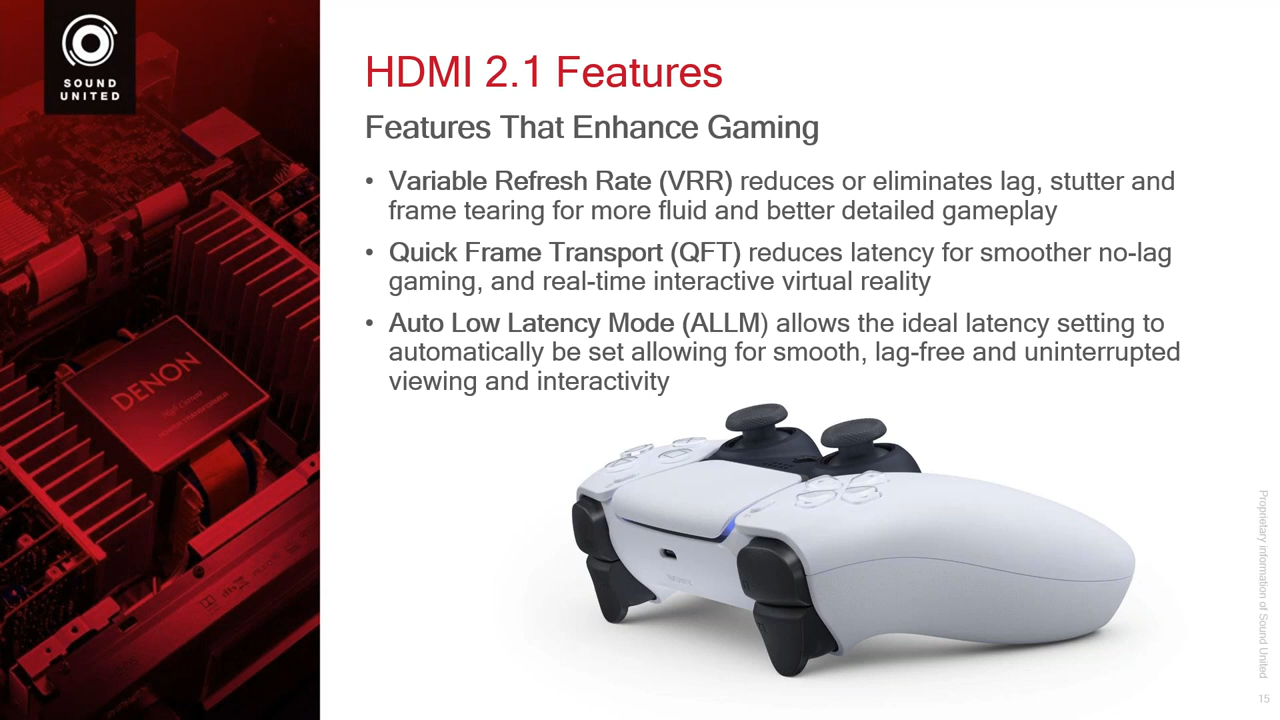 SOUND
UNITED
HDMI 2.1 Features
Features That Enhance Gaming
• Variable Refresh Rate (VRR) reduces or eliminates lag, stutter and
frame tearing for more fluid and better detailed gameplay
• Quick Frame Transport (QFT) reduces latency for smoother no-lag
gaming, and real-time interactive virtual reality
• Auto Low Latency Mode (ALLM) allows the ideal latency setting to
automatically be set allowing for smooth, lag-free and uninterrupted
viewing and interactivity
DENON
SONY
Proprietary information of Sound United
15